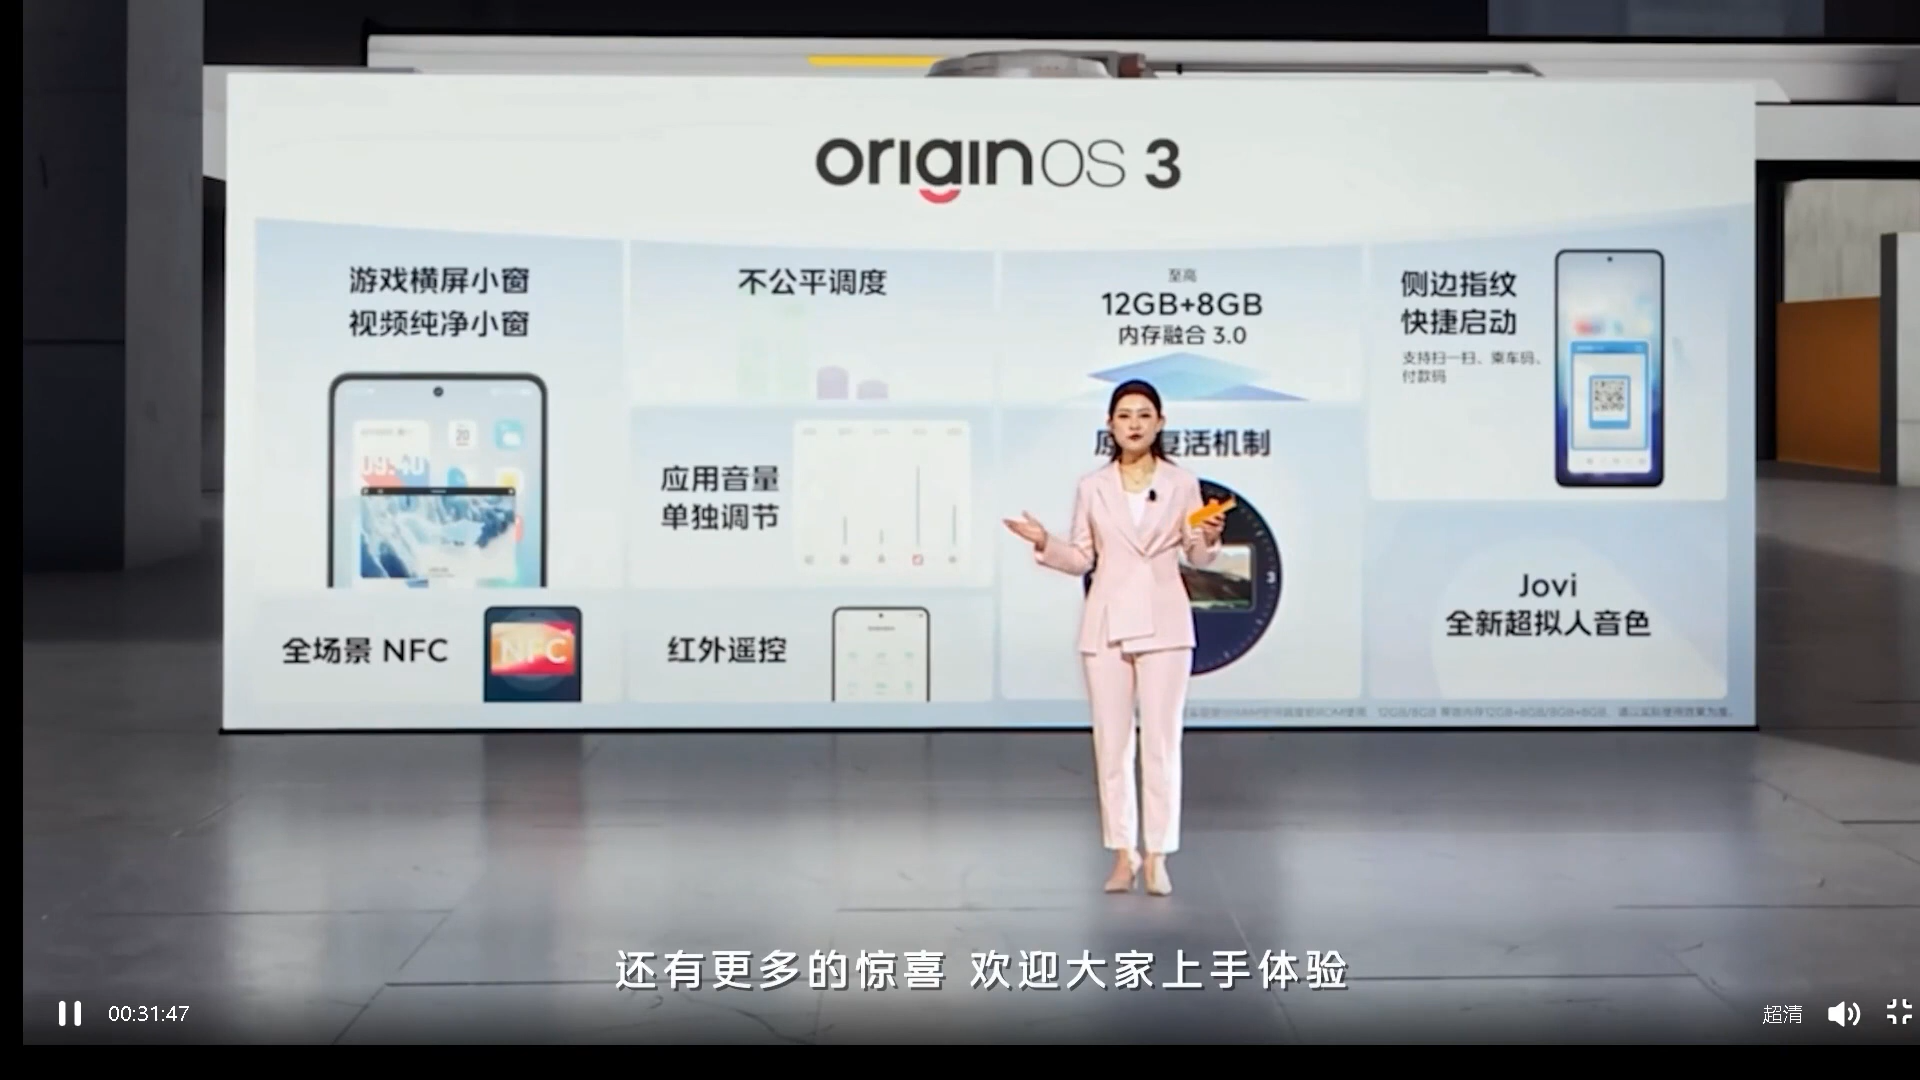 originOS 3
游戏横屏小窗
视频纯净小窗
09:40
20
不公平调度
至高
12GB+8GB
内存融合 3.0
侧边指纹
快捷启动
支持扫一扫、乘车码、
付款码
应用音量
单独调节
原
复活机制
3
Jovi
全新超拟人音色
全场景 NFC
NFC
红外遥控
还有更多的惊喜 欢迎大家上手体验
00:31:47
超清